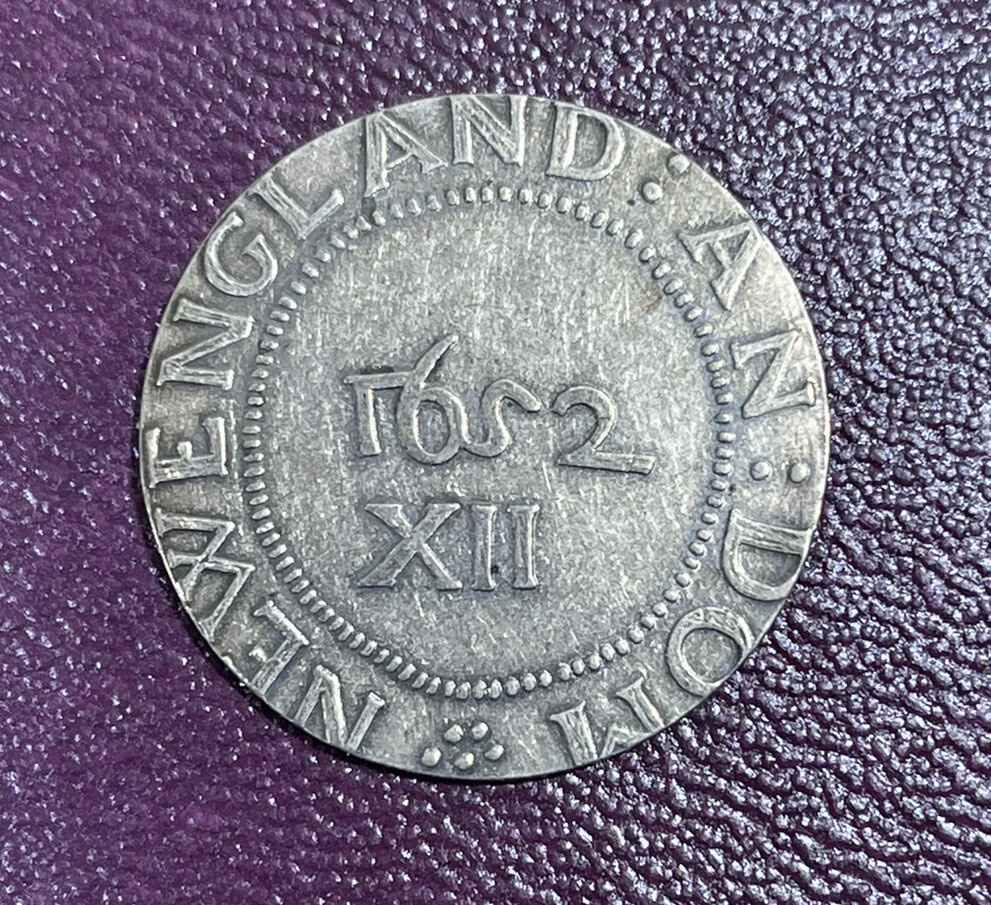 NEWENGLAND : AN : DOM
1652
XII